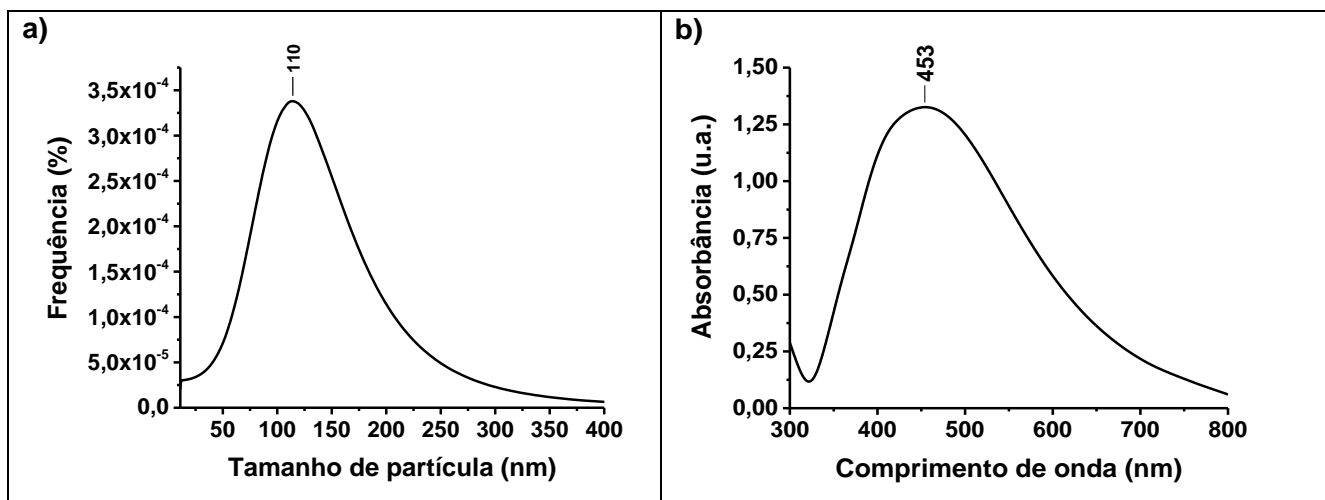 a)
110
3,5x10⁻⁴
3,0x10⁻⁴
2,5x10⁻⁴
2,0x10⁻⁴
1,5x10⁻⁴
1,0x10⁻⁴
5,0x10⁻⁵
0,0
Frequência (%)
50 100 150 200 250 300 350 400
Tamanho de partícula (nm)
b)
453
1,50
1,25
1,00
0,75
0,50
0,25
0,00
Absorbância (u.a.)
300 400 500 600 700 800
Comprimento de onda (nm)